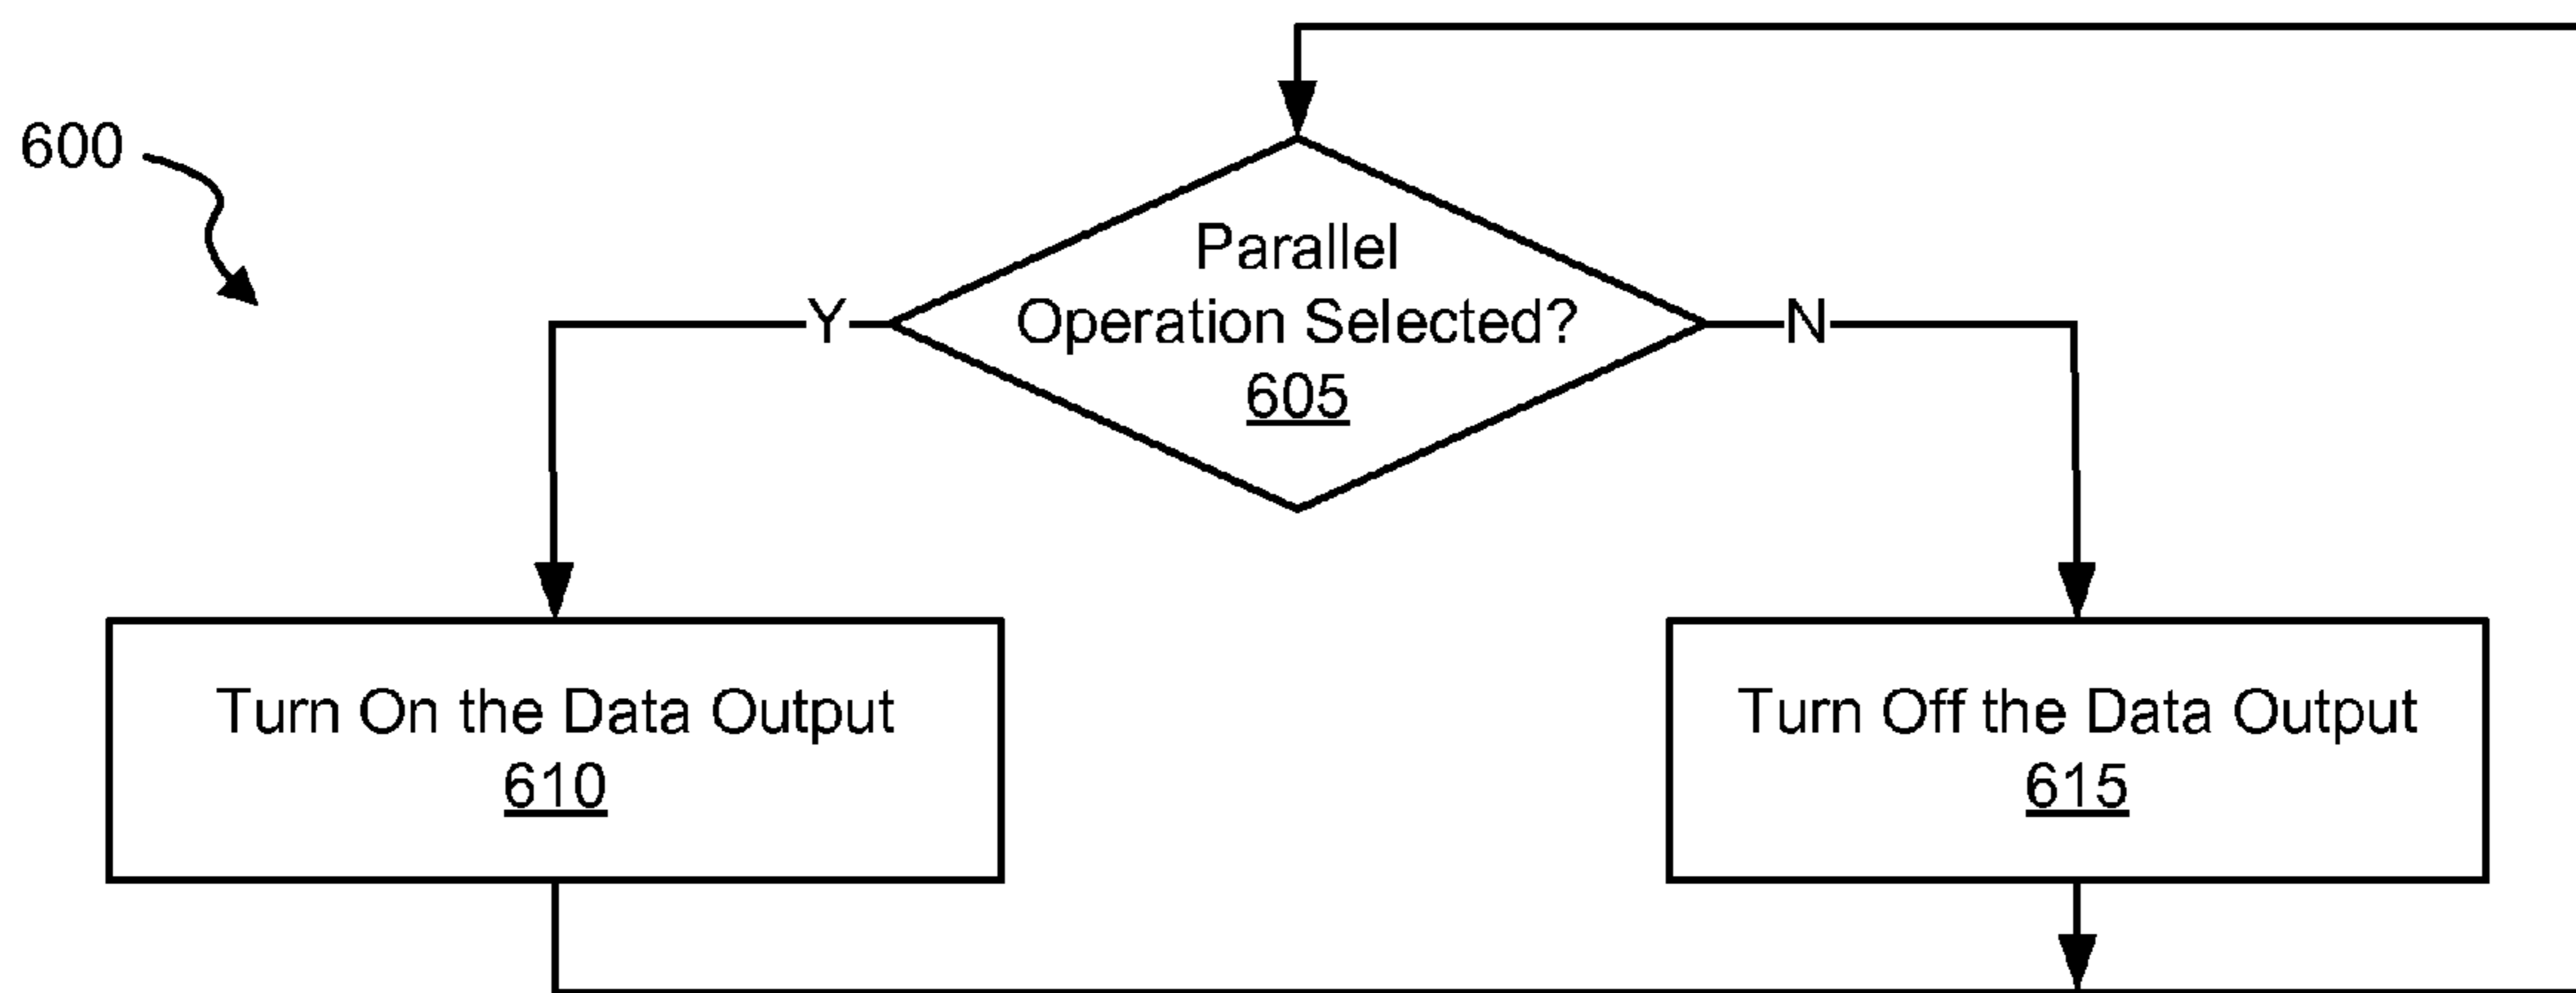 600
Parallel
Operation Selected?
605
Y
N
Turn On the Data Output
610
Turn Off the Data Output
615